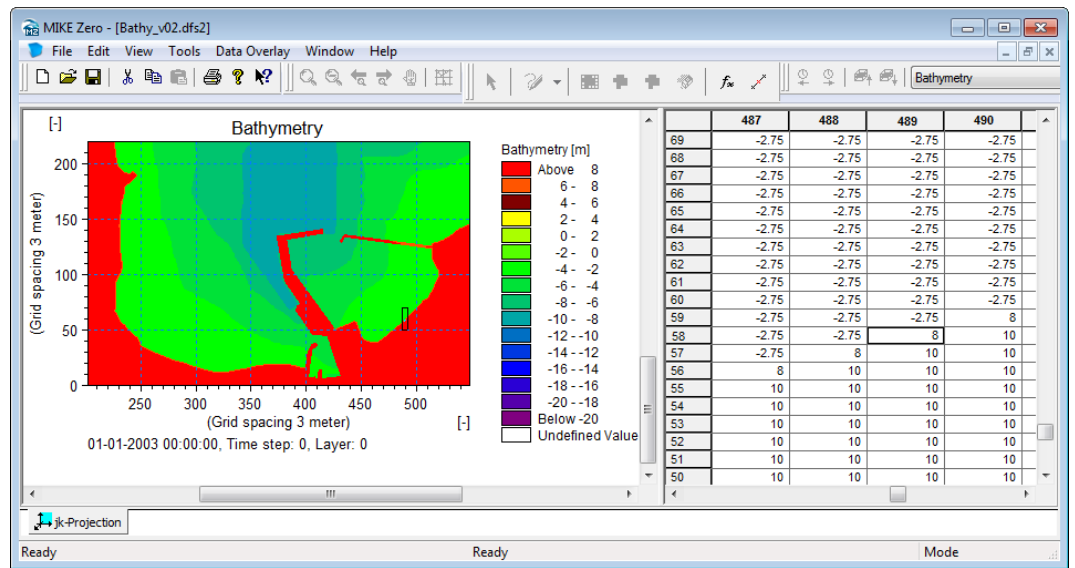 MIKE Zero - [Bathy_v02.dfs2]
File Edit View Tools Data Overlay Window Help
Bathymetry
[-]
Bathymetry
200
150
100
50
0
(Grid spacing 3 meter)
250 300 350 400 450 500
(Grid spacing 3 meter) [-]
01-01-2003 00:00:00, Time step: 0, Layer: 0
Bathymetry [m]
Above 8
6 - 8
4 - 6
2 - 4
0 - 2
-2 - 0
-4 - -2
-6 - -4
-8 - -6
-10 - -8
-12 - -10
-14 - -12
-16 - -14
-18 - -16
-20 - -18
Below -20
Undefined Value
487 488 489 490
69 -2.75 -2.75 -2.75 -2.75
68 -2.75 -2.75 -2.75 -2.75
67 -2.75 -2.75 -2.75 -2.75
66 -2.75 -2.75 -2.75 -2.75
65 -2.75 -2.75 -2.75 -2.75
64 -2.75 -2.75 -2.75 -2.75
63 -2.75 -2.75 -2.75 -2.75
62 -2.75 -2.75 -2.75 -2.75
61 -2.75 -2.75 -2.75 -2.75
60 -2.75 -2.75 -2.75 -2.75
59 -2.75 -2.75 -2.75 8
58 -2.75 -2.75 8 10
57 -2.75 8 10 10
56 8 10 10 10
55 10 10 10 10
54 10 10 10 10
53 10 10 10 10
52 10 10 10 10
51 10 10 10 10
50 10 10 10 10
jk-Projection
Ready Ready Mode